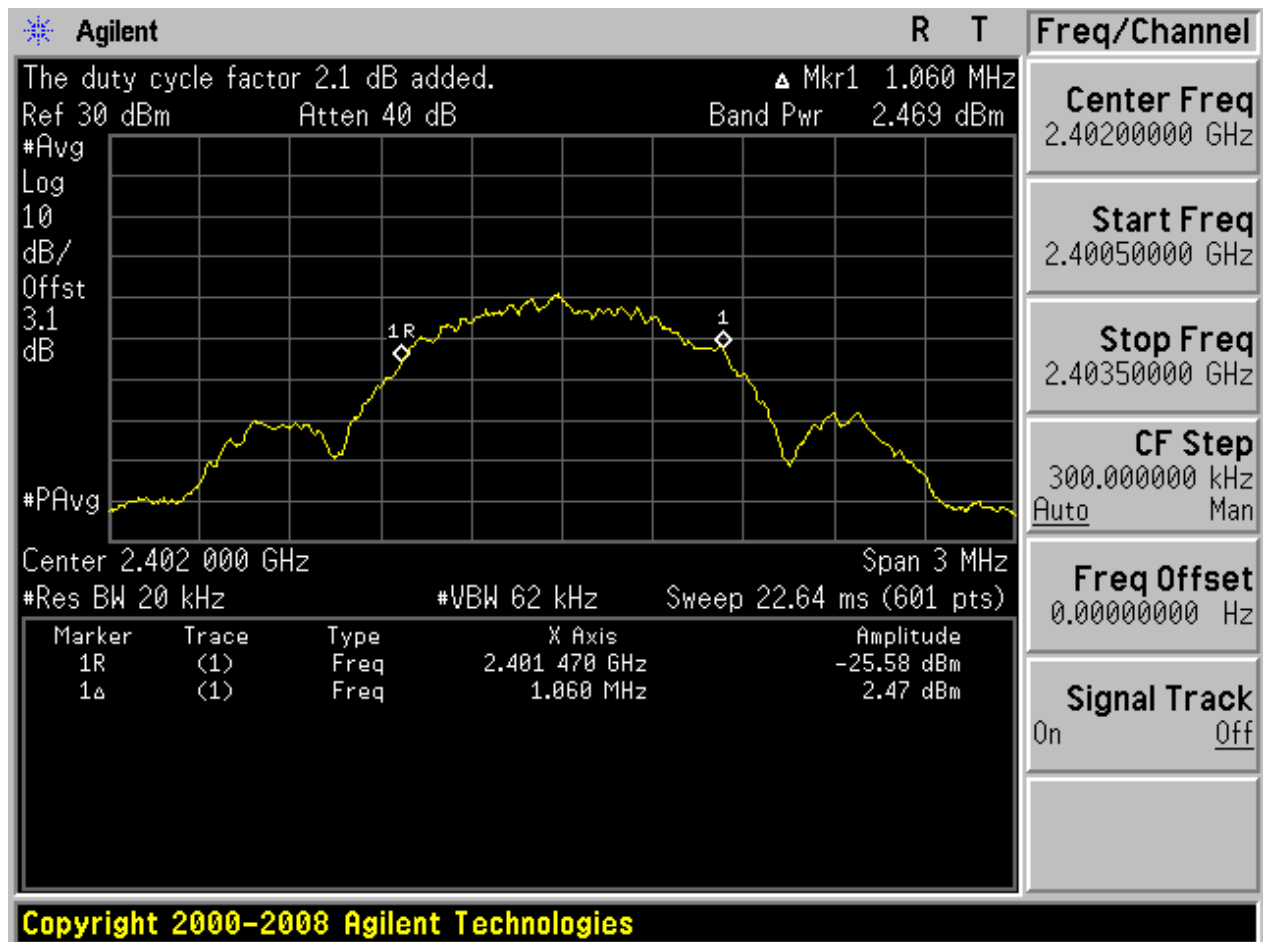 Agilent R T
The duty cycle factor 2.1 dB added. Δ Mkr1 1.060 MHz
Ref 30 dBm Atten 40 dB Band Pwr 2.469 dBm
#Avg
Log
10
dB/
Offst
3.1
dB
#PAvg
1R
1
Center 2.402 000 GHz Span 3 MHz
#Res BW 20 kHz #VBW 62 kHz Sweep 22.64 ms (601 pts)
Marker Trace Type X Axis Amplitude
1R (1) Freq 2.401 470 GHz -25.58 dBm
1Δ (1) Freq 1.060 MHz 2.47 dBm
Freq/Channel
Center Freq
2.40200000 GHz
Start Freq
2.40050000 GHz
Stop Freq
2.40350000 GHz
CF Step
300.000000 kHz
Auto Man
Freq Offset
0.00000000 Hz
Signal Track
On Off
Copyright 2000-2008 Agilent Technologies